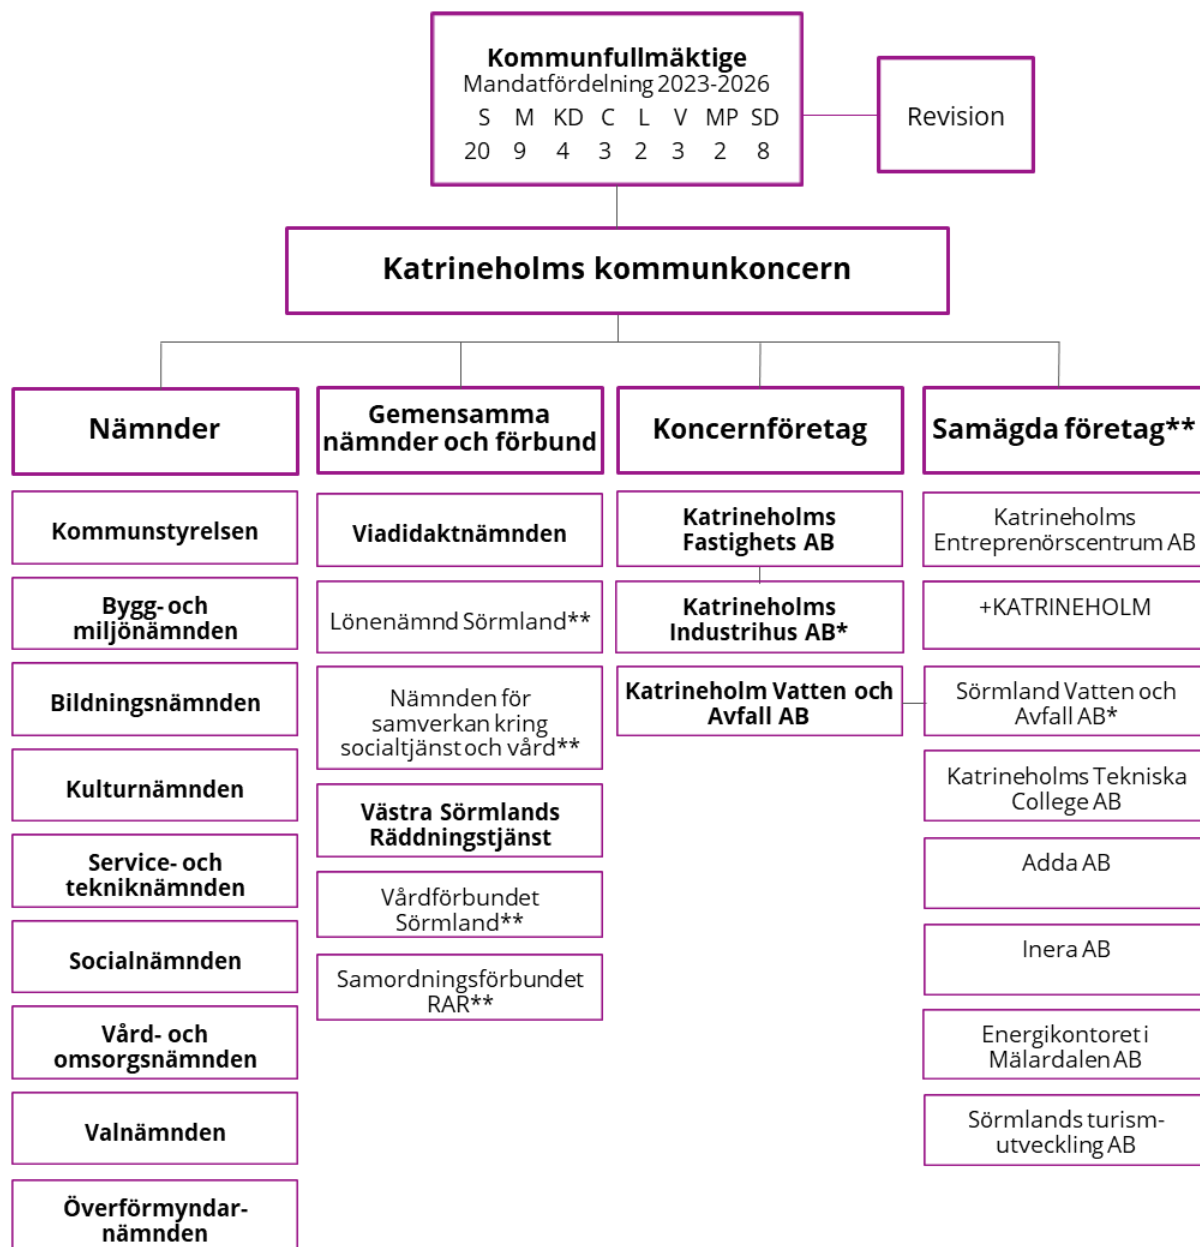 Kommunfullmäktige
Mandatfördelning 2023-2026
S M KD C L V MP SD
20 9 4 3 2 3 2 8
Revision
Katrineholms kommunkoncern
Nämnder
Kommunstyrelsen
Bygg- och
miljönämnden
Bildningsnämnden
Kulturnämnden
Service- och
tekniknämnden
Socialnämnden
Vård- och
omsorgsnämnden
Valnämnden
Överförmyndar-
nämnden
Gemensamma
nämnder och förbund
Viadidaktnämnden
Lönenämnd Sörmland**
Nämnden för
samverkan kring
socialtjänst och vård**
Västra Sörmlands
Räddningstjänst
Vårdförbundet
Sörmland**
Samordningsförbundet
RAR**
Koncernföretag
Katrineholms
Fastighets AB
Katrineholms
Industrihus AB*
Katrineholm Vatten och
Avfall AB
Samägda företag**
Katrineholms
Entreprenörscentrum AB
+KATRINEHOLM
Sörmland Vatten och
Avfall AB*
Katrineholms Tekniska
College AB
Adda AB
Inera AB
Energikontoret i
Mälardalen AB
Sörmlands turism-
utveckling AB